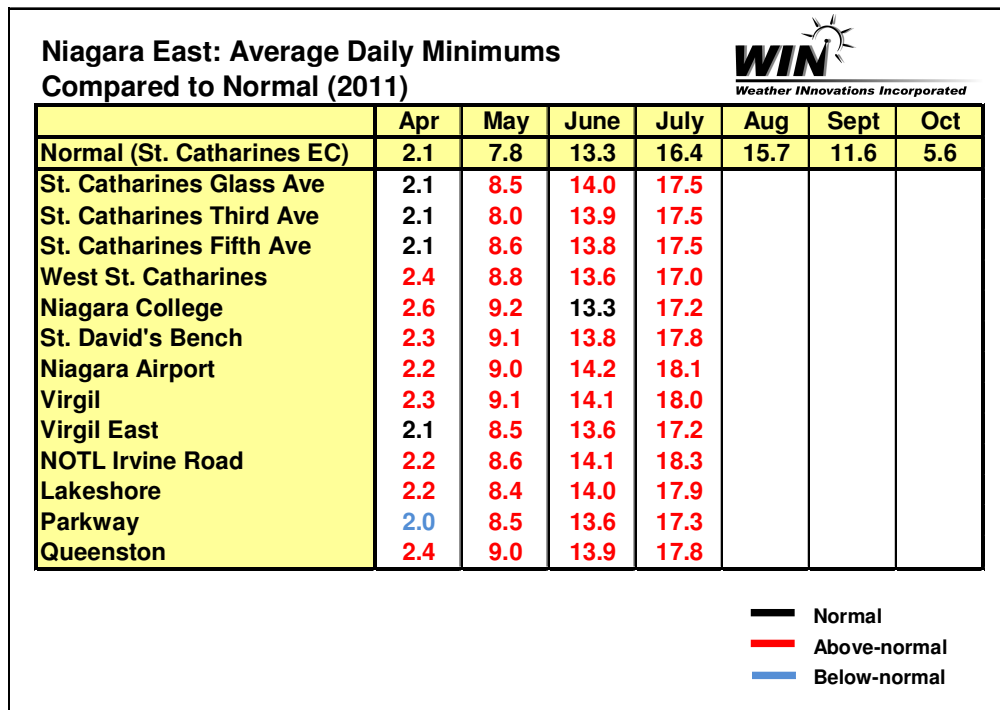 Niagara East: Average Daily Minimums
Compared to Normal (2011)
WIN
Weather INnovations Incorporated
Apr May June July Aug Sept Oct
Normal (St. Catharines EC) 2.1 7.8 13.3 16.4 15.7 11.6 5.6
St. Catharines Glass Ave 2.1 8.5 14.0 17.5
St. Catharines Third Ave 2.1 8.0 13.9 17.5
St. Catharines Fifth Ave 2.1 8.6 13.8 17.5
West St. Catharines 2.4 8.8 13.6 17.0
Niagara College 2.6 9.2 13.3 17.2
St. David's Bench 2.3 9.1 13.8 17.8
Niagara Airport 2.2 9.0 14.2 18.1
Virgil 2.3 9.1 14.1 18.0
Virgil East 2.1 8.5 13.6 17.2
NOTL Irvine Road 2.2 8.6 14.1 18.3
Lakeshore 2.2 8.4 14.0 17.9
Parkway 2.0 8.5 13.6 17.3
Queenston 2.4 9.0 13.9 17.8
Normal
Above-normal
Below-normal